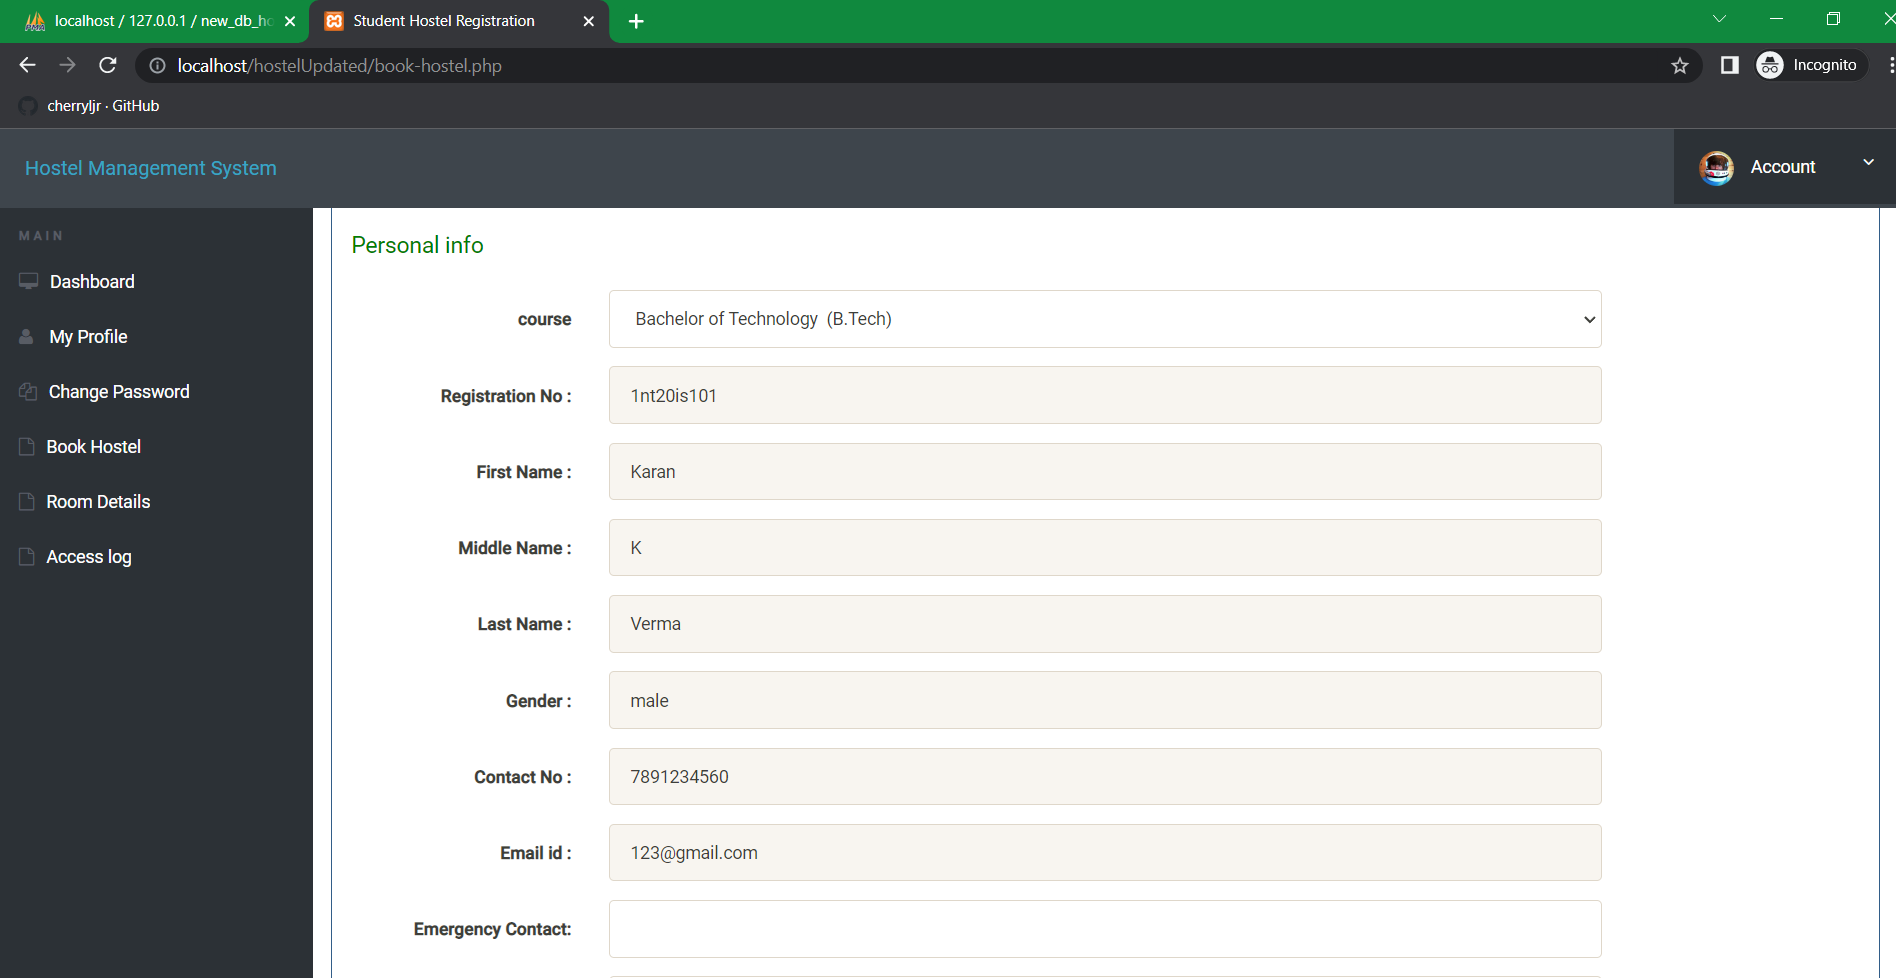 localhost / 127.0.0.1 / new_db_ho
Student Hostel Registration
localhost/hostelUpdated/book-hostel.php
Incognito
cherryljr · GitHub
Hostel Management System
Account
MAIN
Dashboard
My Profile
Change Password
Book Hostel
Room Details
Access log
Personal info
course Bachelor of Technology (B.Tech)
Registration No : 1nt20is101
First Name : Karan
Middle Name : K
Last Name : Verma
Gender : male
Contact No : 7891234560
Email id : 123@gmail.com
Emergency Contact: